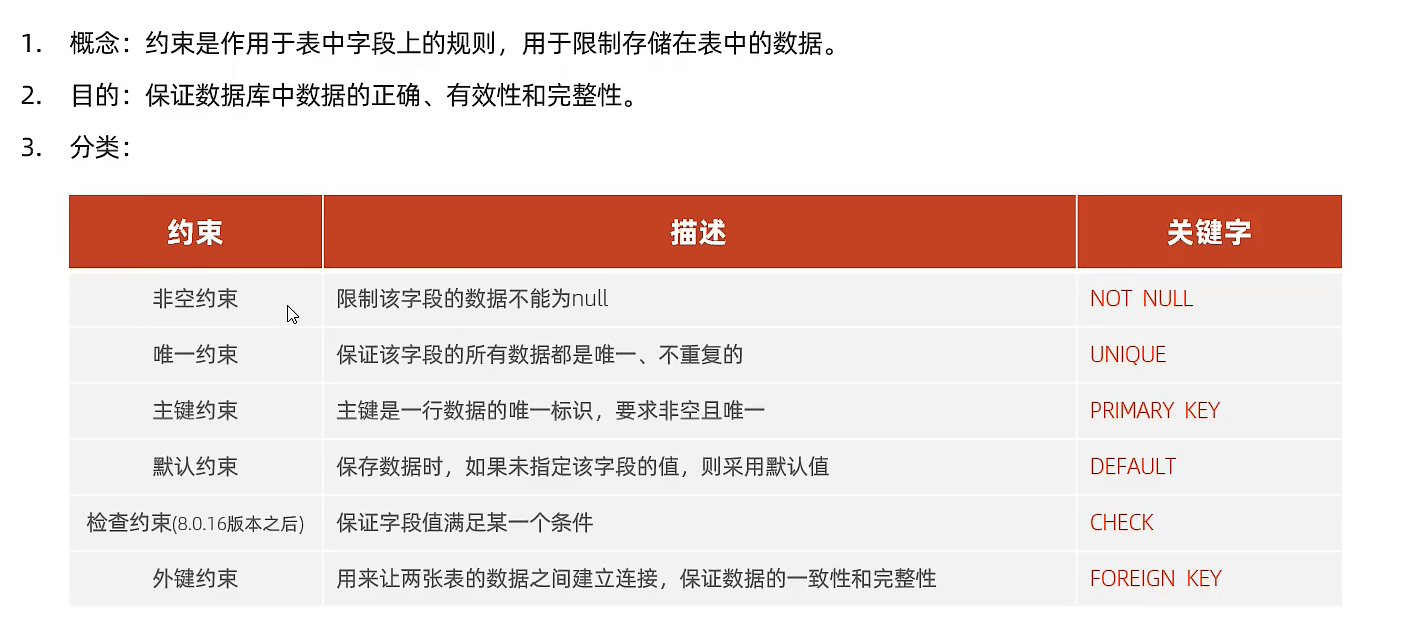 1. 概念：约束是作用于表中字段上的规则，用于限制存储在表中的数据。
2. 目的：保证数据库中数据的正确、有效性和完整性。
3. 分类：
约束 描述 关键字
非空约束 限制该字段的数据不能为null NOT NULL
唯一约束 保证该字段的所有数据都是唯一、不重复的 UNIQUE
主键约束 主键是一行数据的唯一标识，要求非空且唯一 PRIMARY KEY
默认约束 保存数据时，如果未指定该字段的值，则采用默认值 DEFAULT
检查约束(8.0.16版本之后) 保证字段值满足某一个条件 CHECK
外键约束 用来让两张表的数据之间建立连接，保证数据的一致性和完整性 FOREIGN KEY